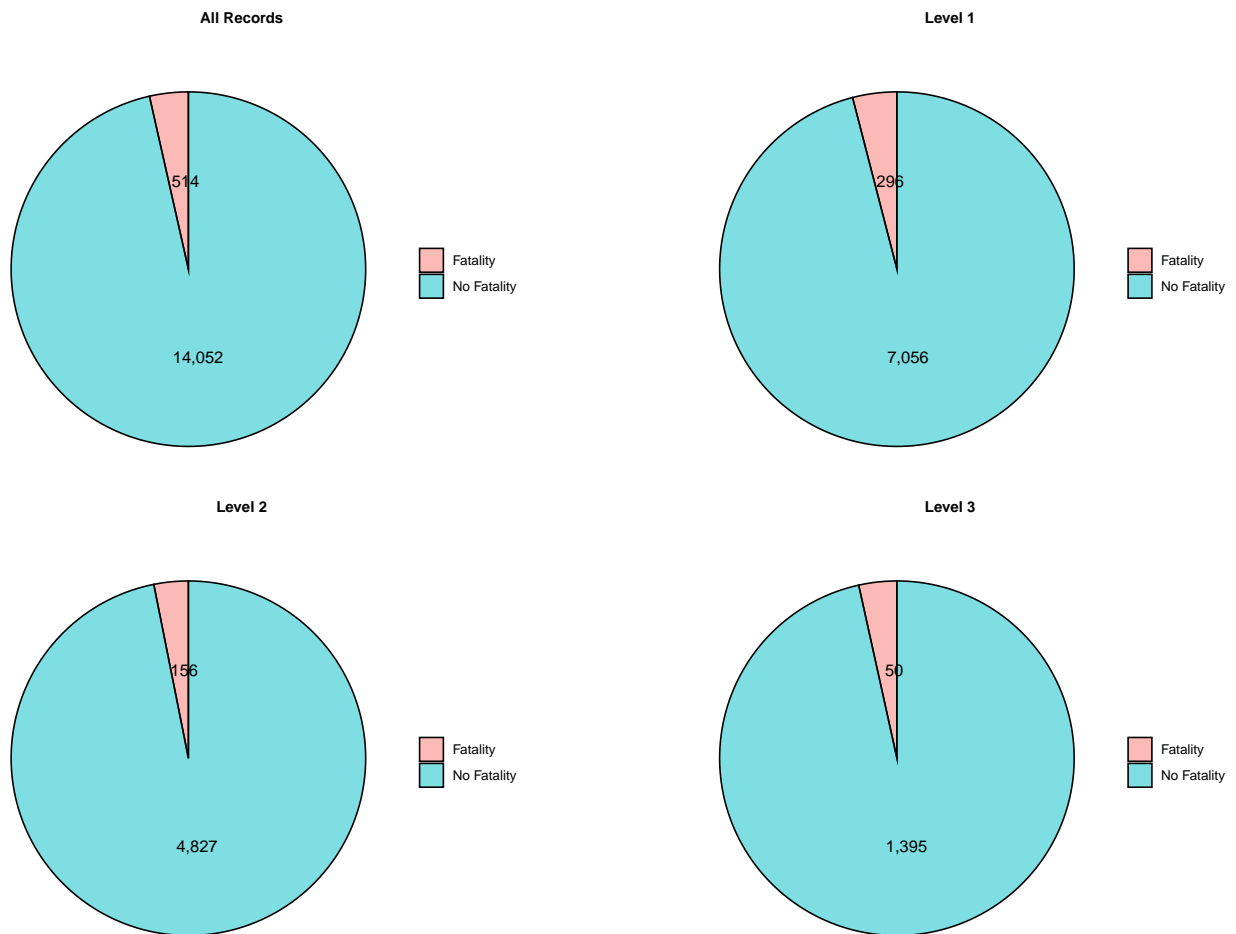 All Records
514
14,052
Fatality
No Fatality
Level 1
296
7,056
Fatality
No Fatality
Level 2
156
4,827
Fatality
No Fatality
Level 3
50
1,395
Fatality
No Fatality